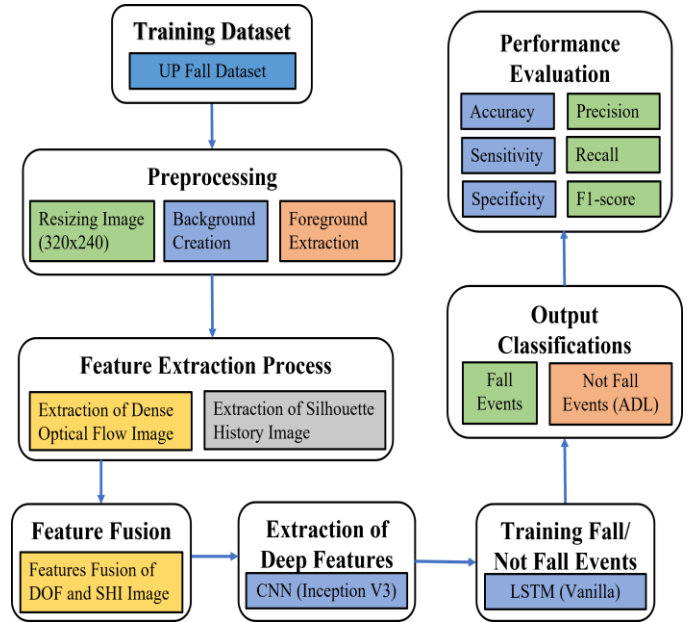 Training Dataset
UP Fall Dataset
Preprocessing
Resizing Image
(320x240)
Background
Creation
Foreground
Extraction
Feature Extraction Process
Extraction of Dense
Optical Flow Image
Extraction of Silhouette
History Image
Feature Fusion
Features Fusion of
DOF and SHI Image
Extraction of
Deep Features
CNN (Inception V3)
Training Fall/
Not Fall Events
LSTM (Vanilla)
Output
Classifications
Fall
Events
Not Fall
Events (ADL)
Performance
Evaluation
Accuracy
Precision
Sensitivity
Recall
Specificity
F1-score